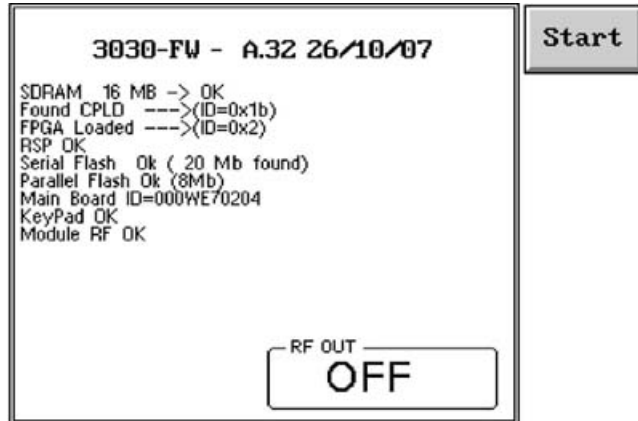 3030-FW - A.32 26/10/07
Start
SDRAM 16 MB -> OK
Found CPLD --->(ID=0x1b)
FPGA Loaded --->(ID=0x2)
RSP OK
Serial Flash Ok ( 20 Mb found)
Parallel Flash Ok (8Mb)
Main Board ID=000WE70204
KeyPad OK
Module RF OK
RF OUT
OFF